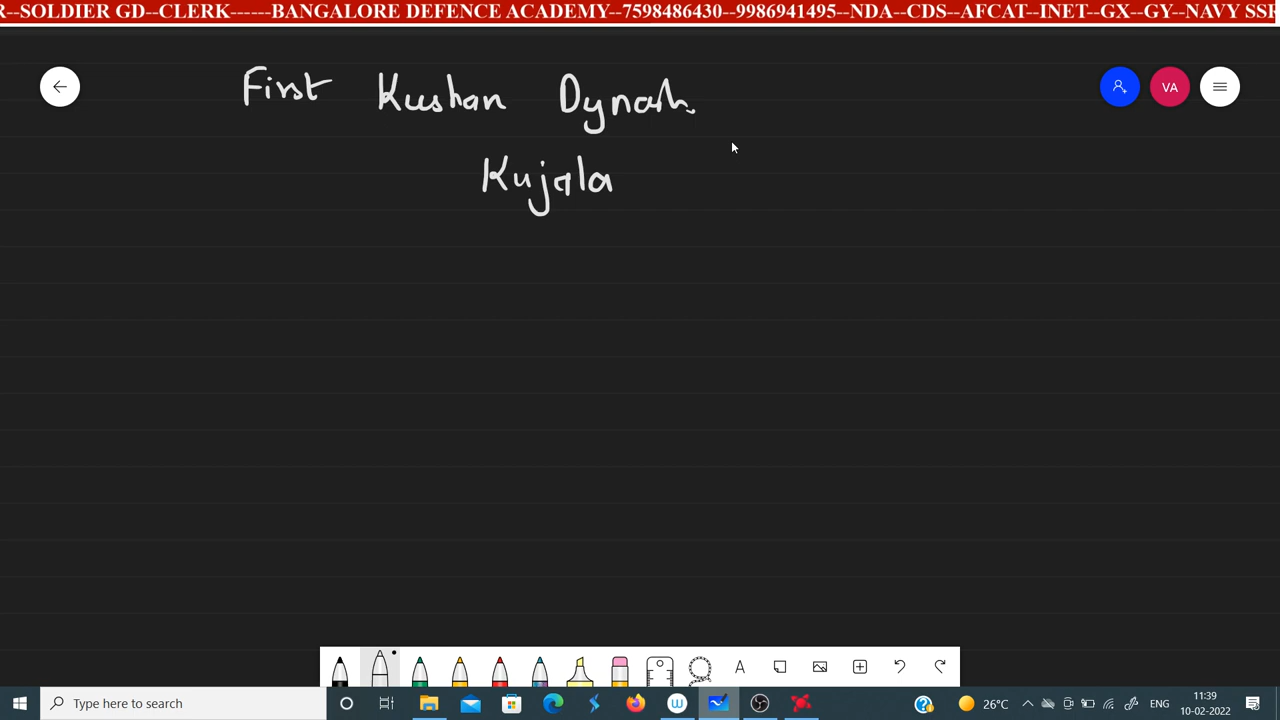 R--SOLDIER GD--CLERK------BANGALORE DEFENCE ACADEMY--7598486430--9986941495--NDA--CDS--AFCAT--INET--GX--GY--NAVY SSR
First Kushan
VA
Kujala
A
Type here to search
26°C
ENG
11:39
10-02-2022